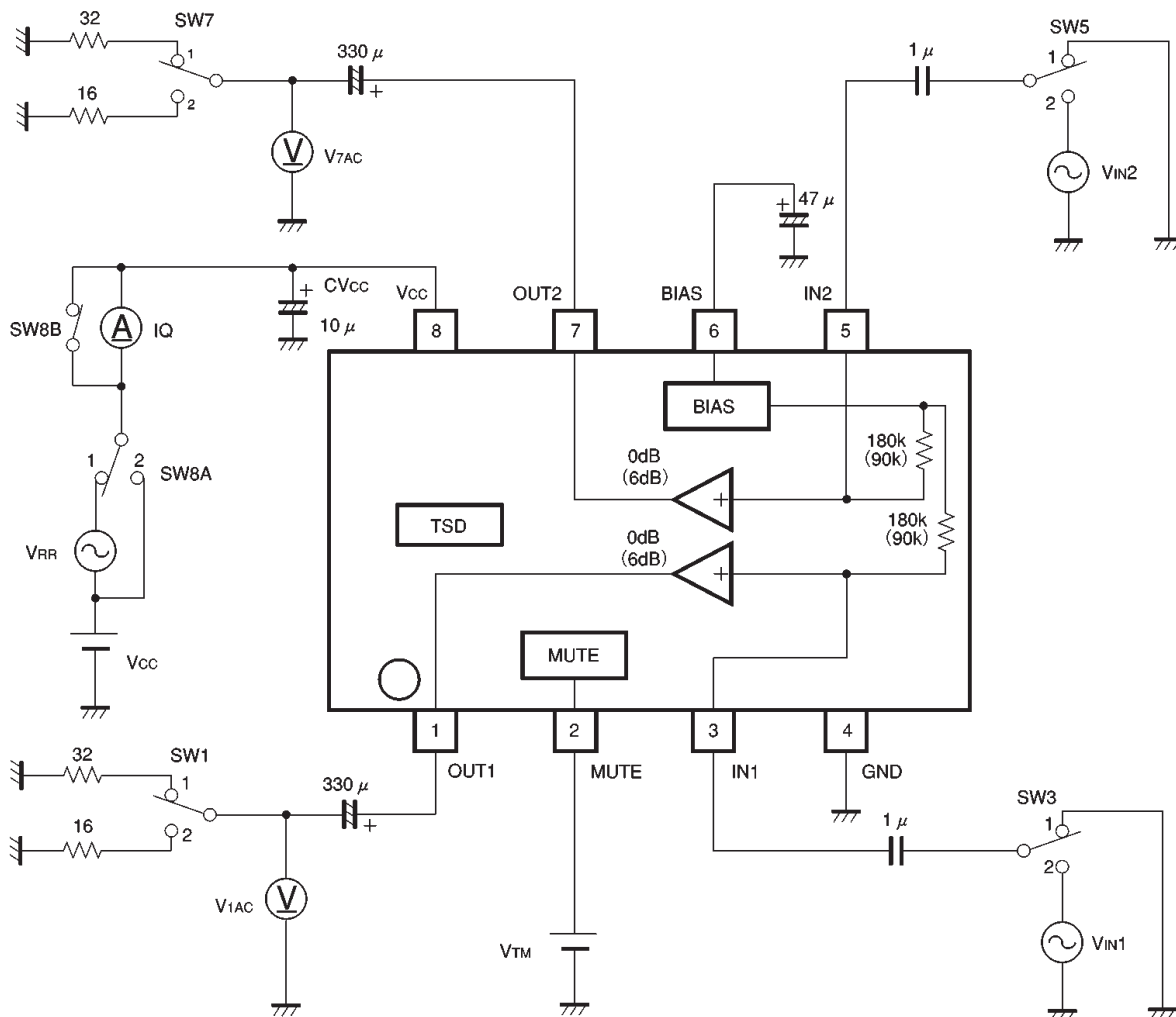 32
SW7
1
330 μ
+
16
2
V7AC
1 μ
SW5
1
2
VIN2
+
47 μ
SW8B
A
IQ
+
CVCC
10 μ
VCC
OUT2
BIAS
IN2
8
7
6
5
V
BIAS
180k
(90k)
0dB
(6dB)
+
180k
(90k)
TSD
0dB
(6dB)
+
1
2
SW8A
VRR
VCC
MUTE
1
2
3
4
OUT1
MUTE
IN1
GND
32
SW1
1
330 μ
+
16
2
V1AC
V
VTM
1 μ
SW3
1
2
VIN1